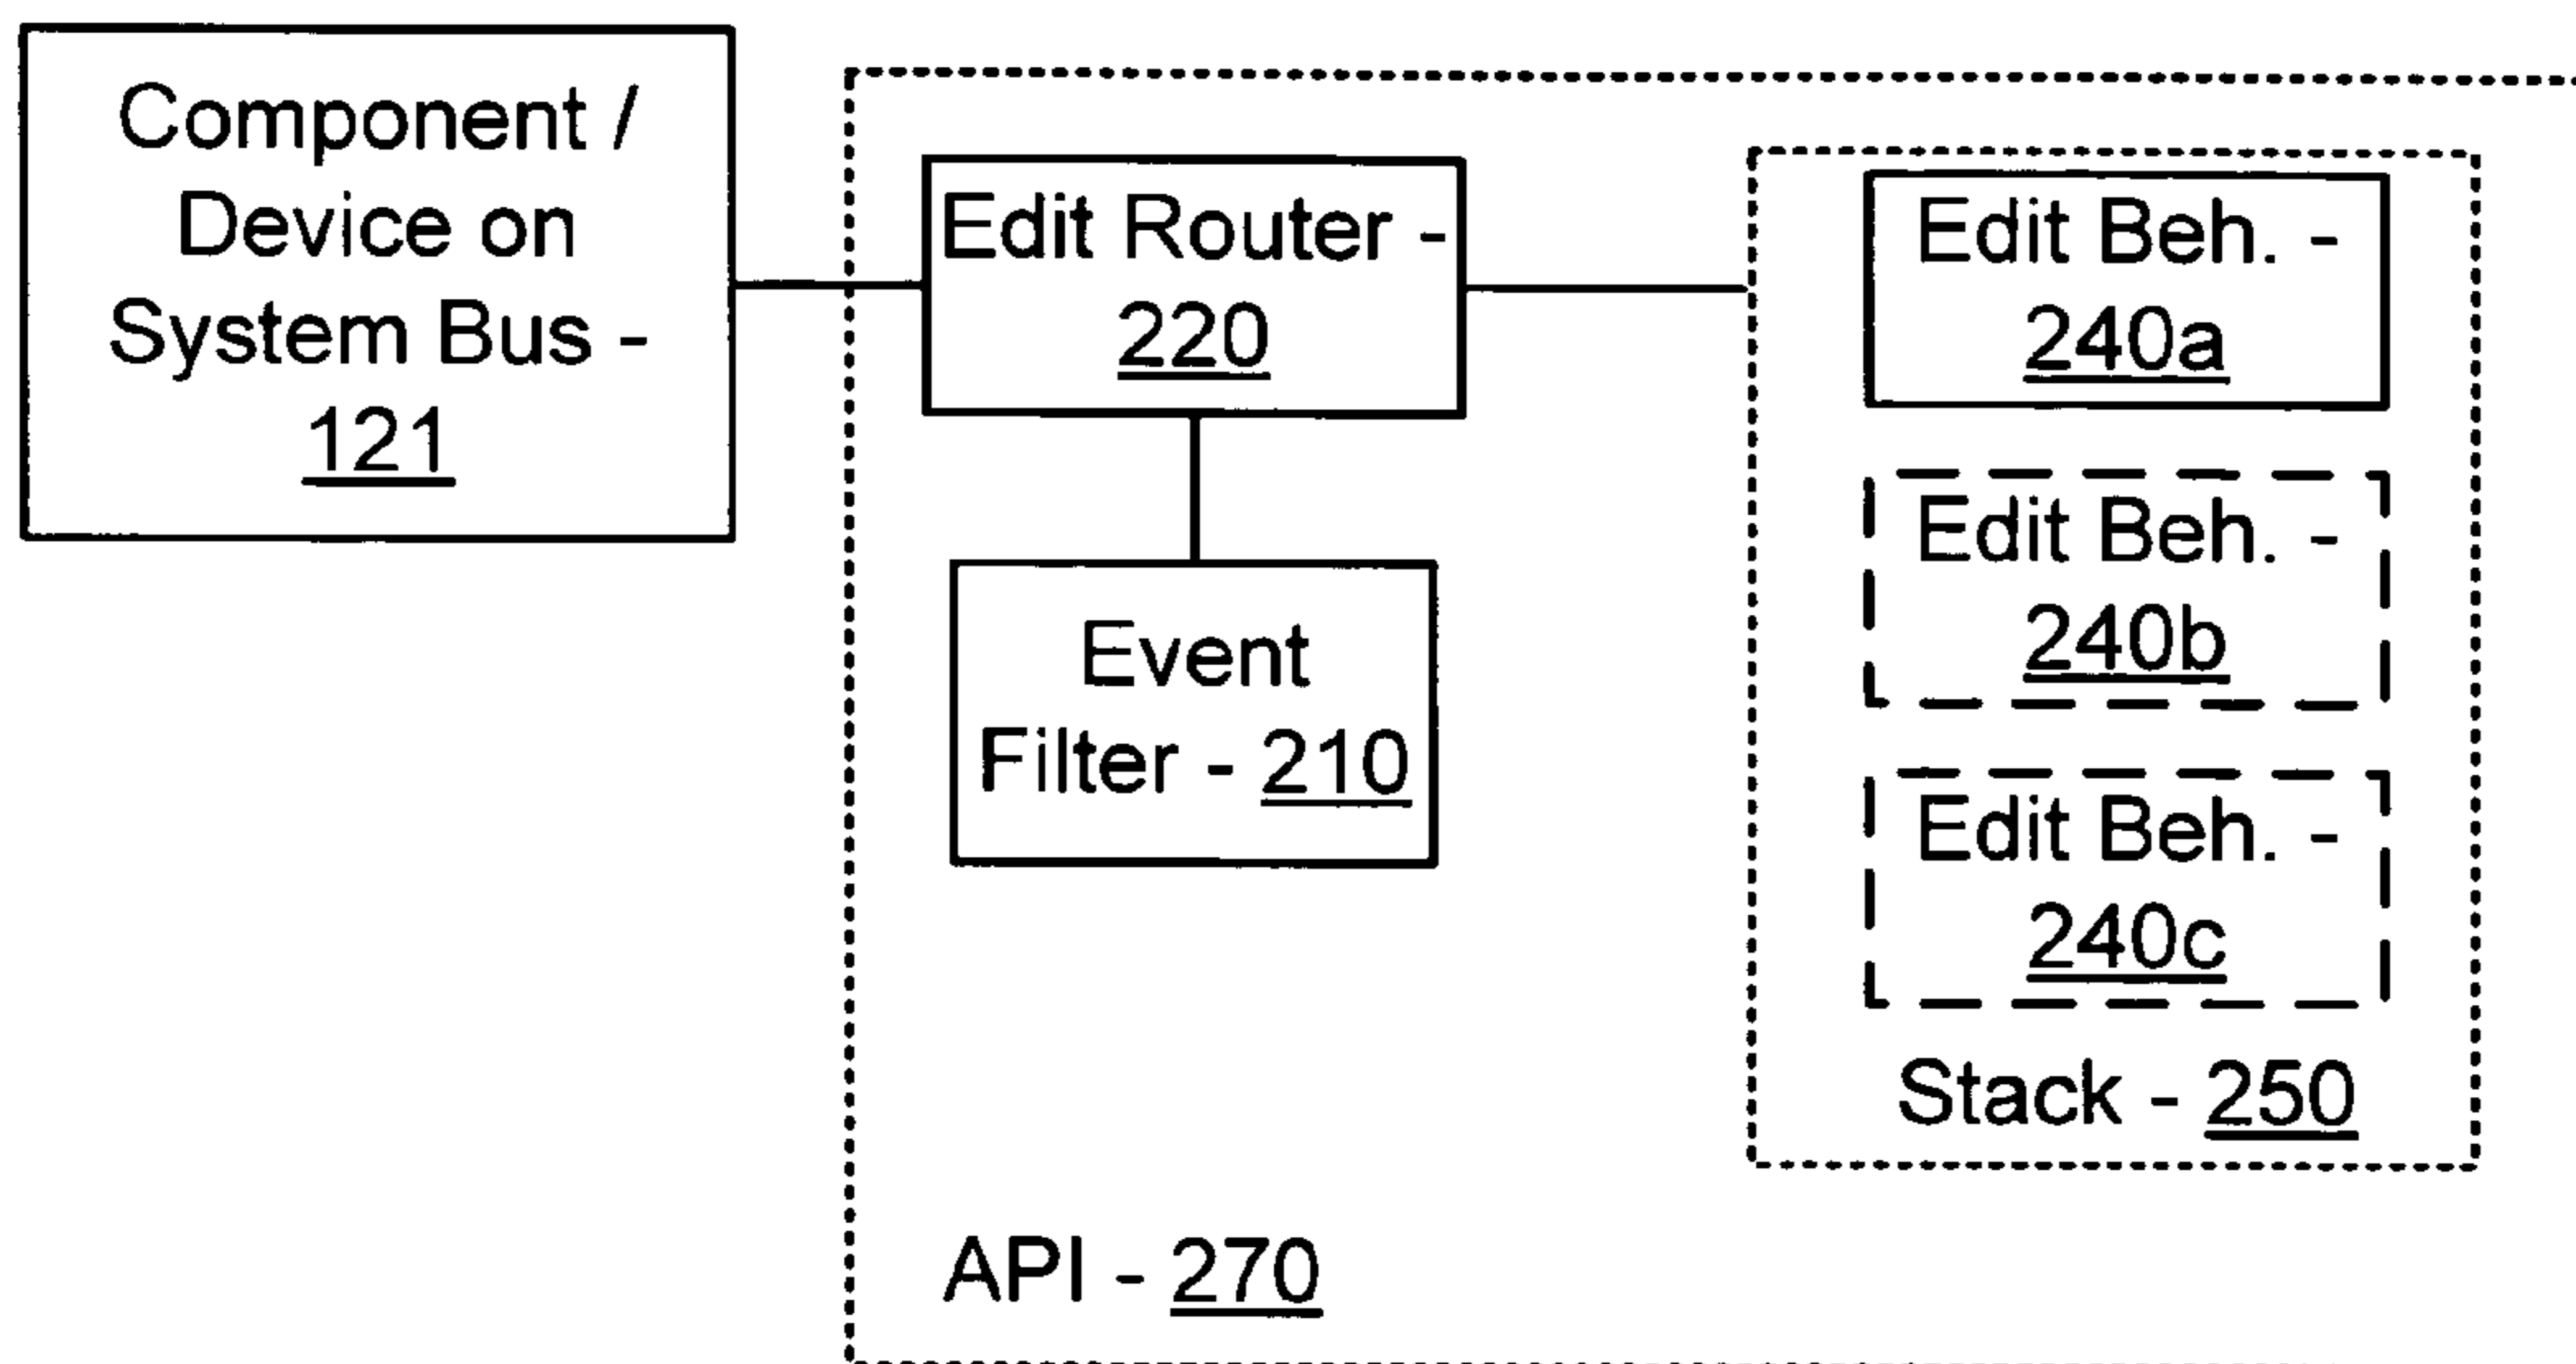 Component /
Device on
System Bus -
121
Edit Router -
220
Event
Filter - 210
Edit Beh. -
240a
Edit Beh. -
240b
Edit Beh. -
240c
Stack - 250
API - 270